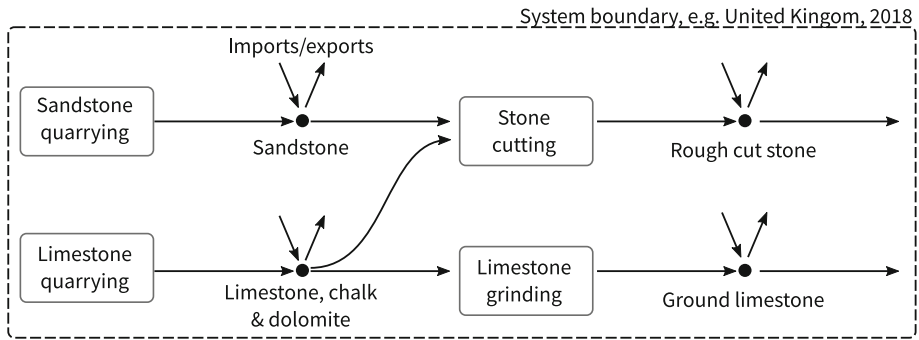 System boundary, e.g. United Kingom, 2018
Imports/exports
Sandstone
quarrying
Sandstone
Stone
cutting
Rough cut stone
Limestone
quarrying
Limestone, chalk
& dolomite
Limestone
grinding
Ground limestone